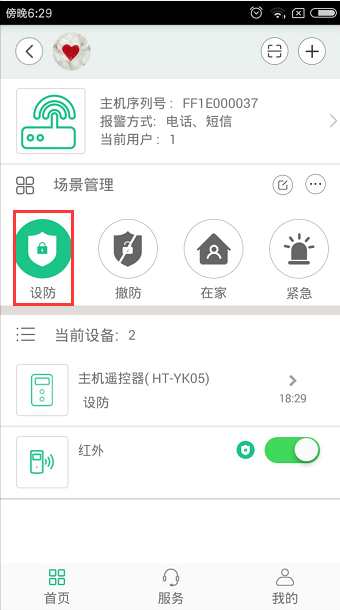 傍晚6:29
主机序列号： FF1E000037
报警方式: 电话、短信
当前用户： 1
场景管理
设防 撤防 在家 紧急
当前设备: 2
主机遥控器( HT-YK05)
设防 18:29
红外
首页 服务 我的